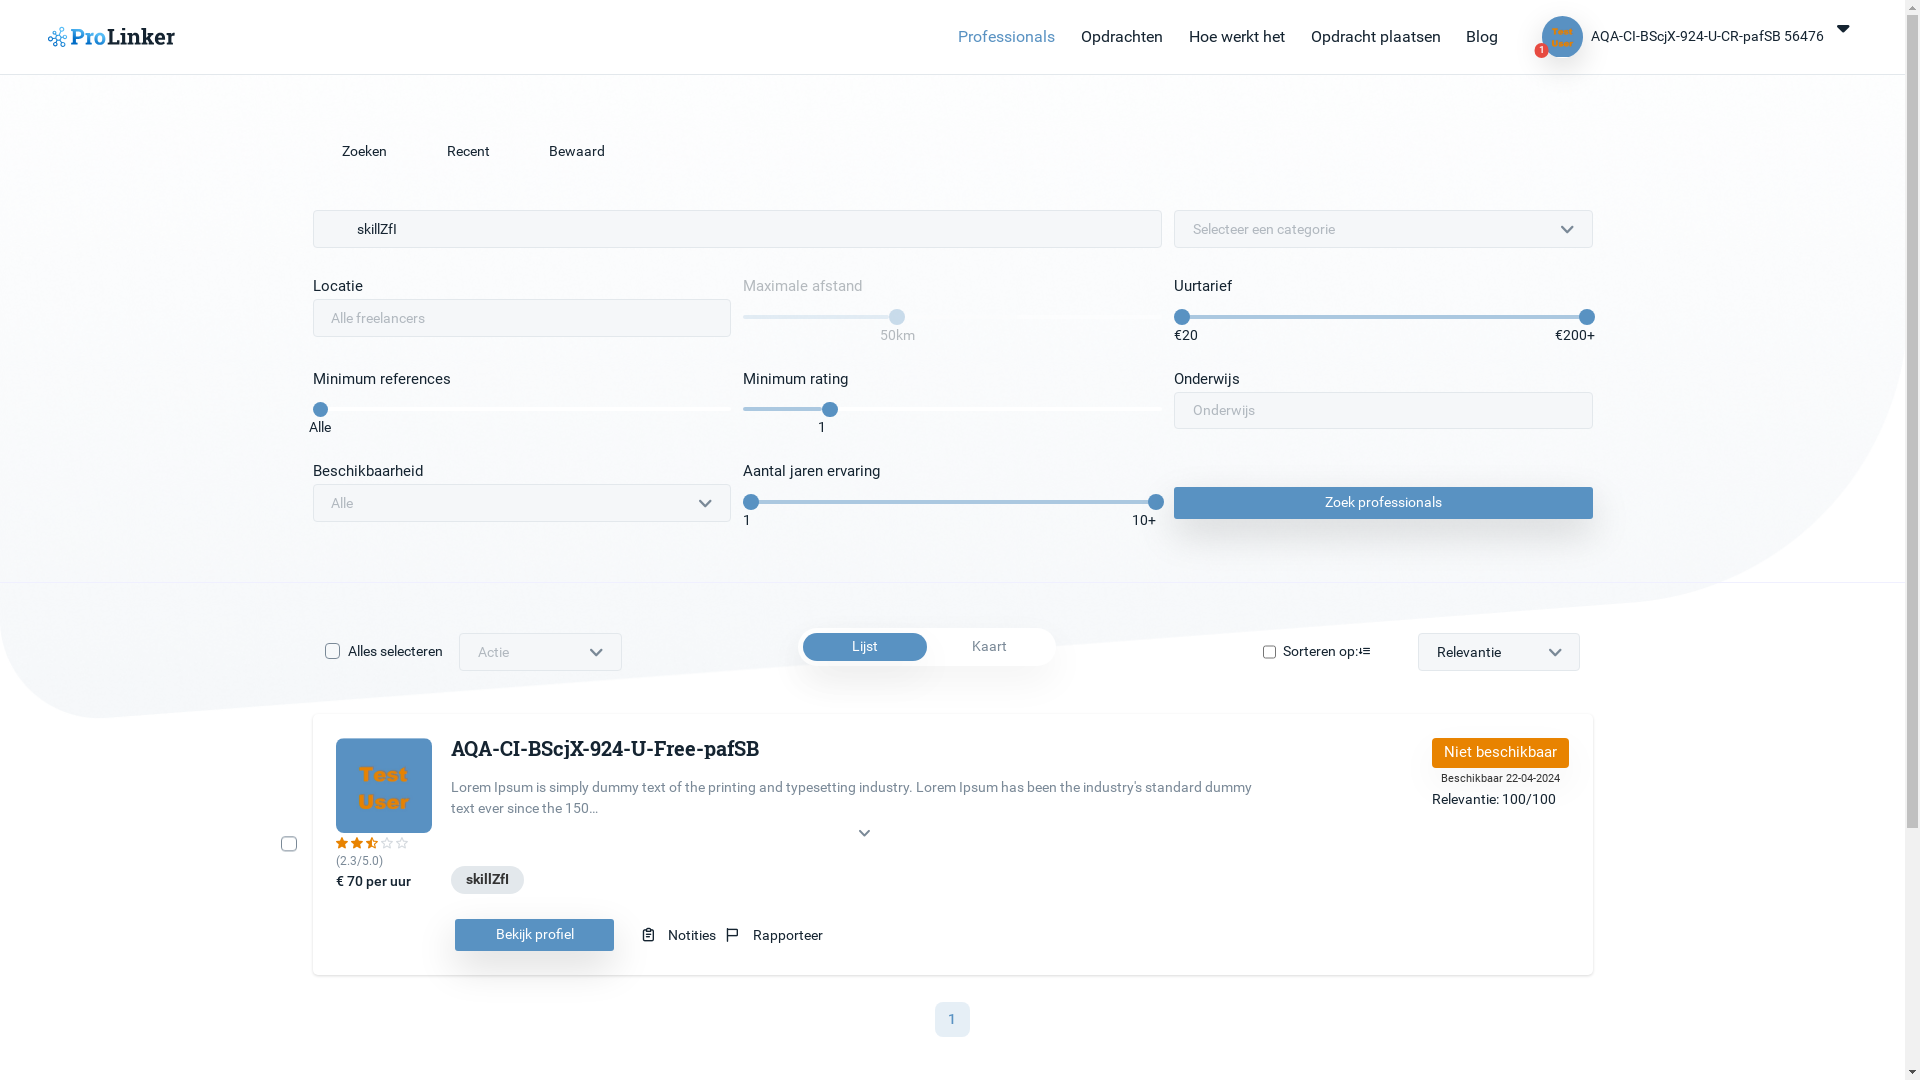 ProLinker
Professionals Opdrachten Hoe werkt het Opdracht plaatsen Blog
Test User
1
AQA-CI-BScjX-924-U-CR-pafSB 56476
Zoeken Recent Bewaard
skillZfI
Selecteer een categorie
Locatie
Alle freelancers
Maximale afstand
50km
Uurtarief
€20 €200+
Minimum references
Alle
Minimum rating
1
Onderwijs
Onderwijs
Beschikbaarheid
Alle
Aantal jaren ervaring
1 10+
Zoek professionals
Alles selecteren
Actie
Lijst Kaart
Sorteren op:
Relevantie
Test
User
(2.3/5.0)
€ 70 per uur
AQA-CI-BScjX-924-U-Free-pafSB
Lorem Ipsum is simply dummy text of the printing and typesetting industry. Lorem Ipsum has been the industry's standard dummy
text ever since the 150...
skillZfI
Bekijk profiel Notities Rapporteer
Niet beschikbaar
Beschikbaar 22-04-2024
Relevantie: 100/100
1